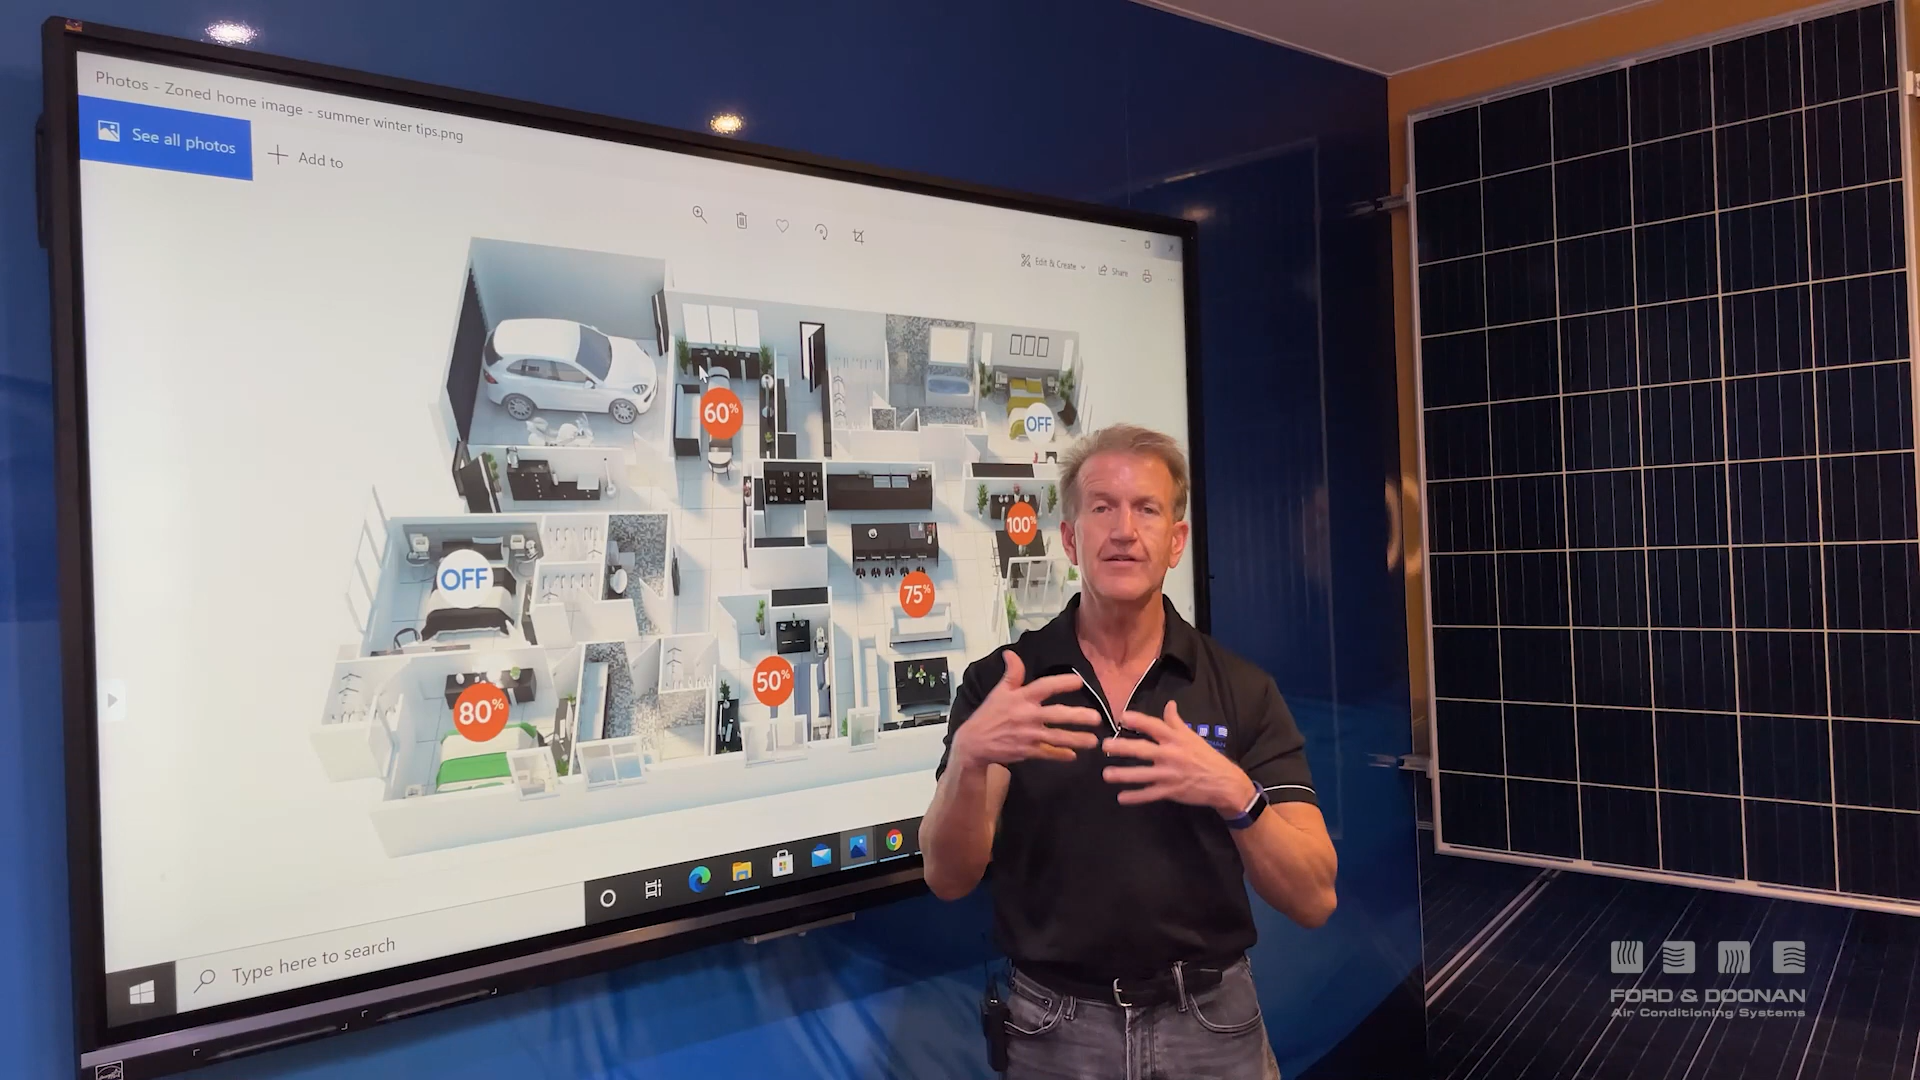 Photos - Zoned home image - summer winter tips.png
See all photos
Add to
Edit & Create
Share
60%
OFF
100%
OFF
75%
50%
80%
Type here to search
FORD & DOONAN
Air Conditioning Systems